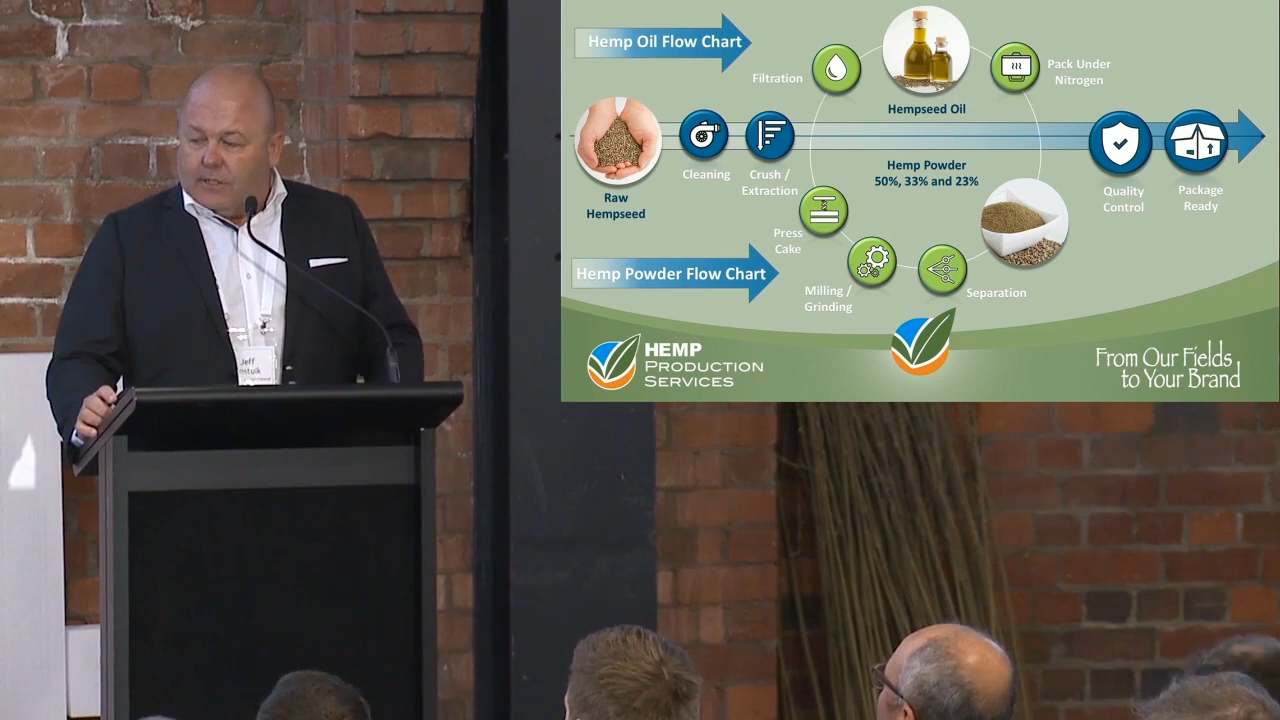 Hemp Oil Flow Chart
Filtration
Hempseed Oil
Pack Under
Nitrogen
Raw
Hempseed
Cleaning
Crush /
Extraction
Hemp Powder
50%, 33% and 23%
Quality
Control
Package
Ready
Press
Cake
Hemp Powder Flow Chart
Milling /
Grinding
Separation
HEMP
PRODUCTION
SERVICES
From Our Fields
to Your Brand
Jeff